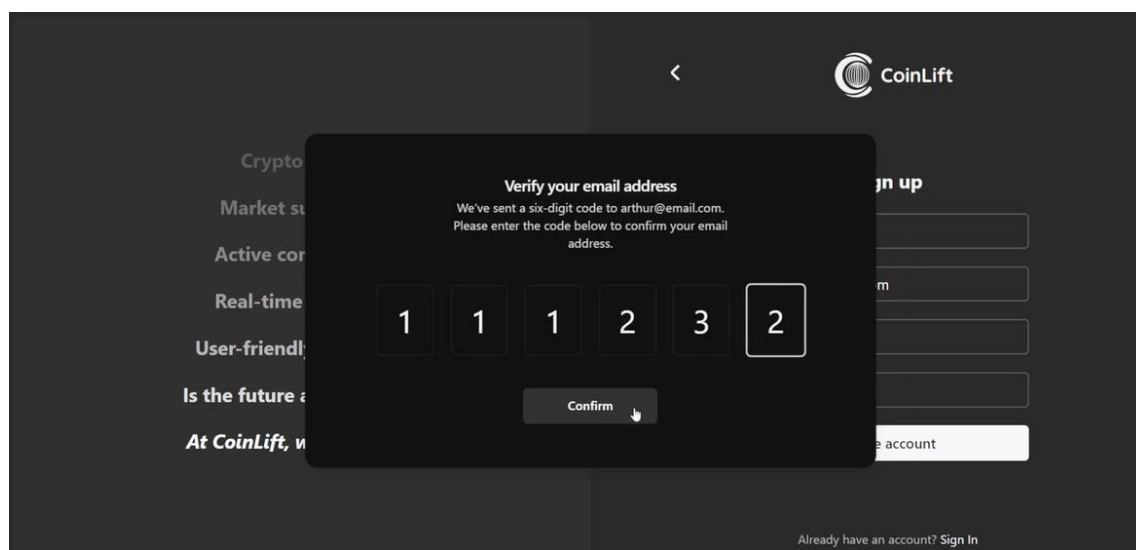 CoinLift
Crypto
Market su
Active cor
Real-time
User-friendly
Is the future a
At CoinLift, w
Verify your email address
We've sent a six-digit code to arthur@email.com.
Please enter the code below to confirm your email
address.
1 1 1 2 3 2
Confirm
gn up
om
e account
Already have an account? Sign In